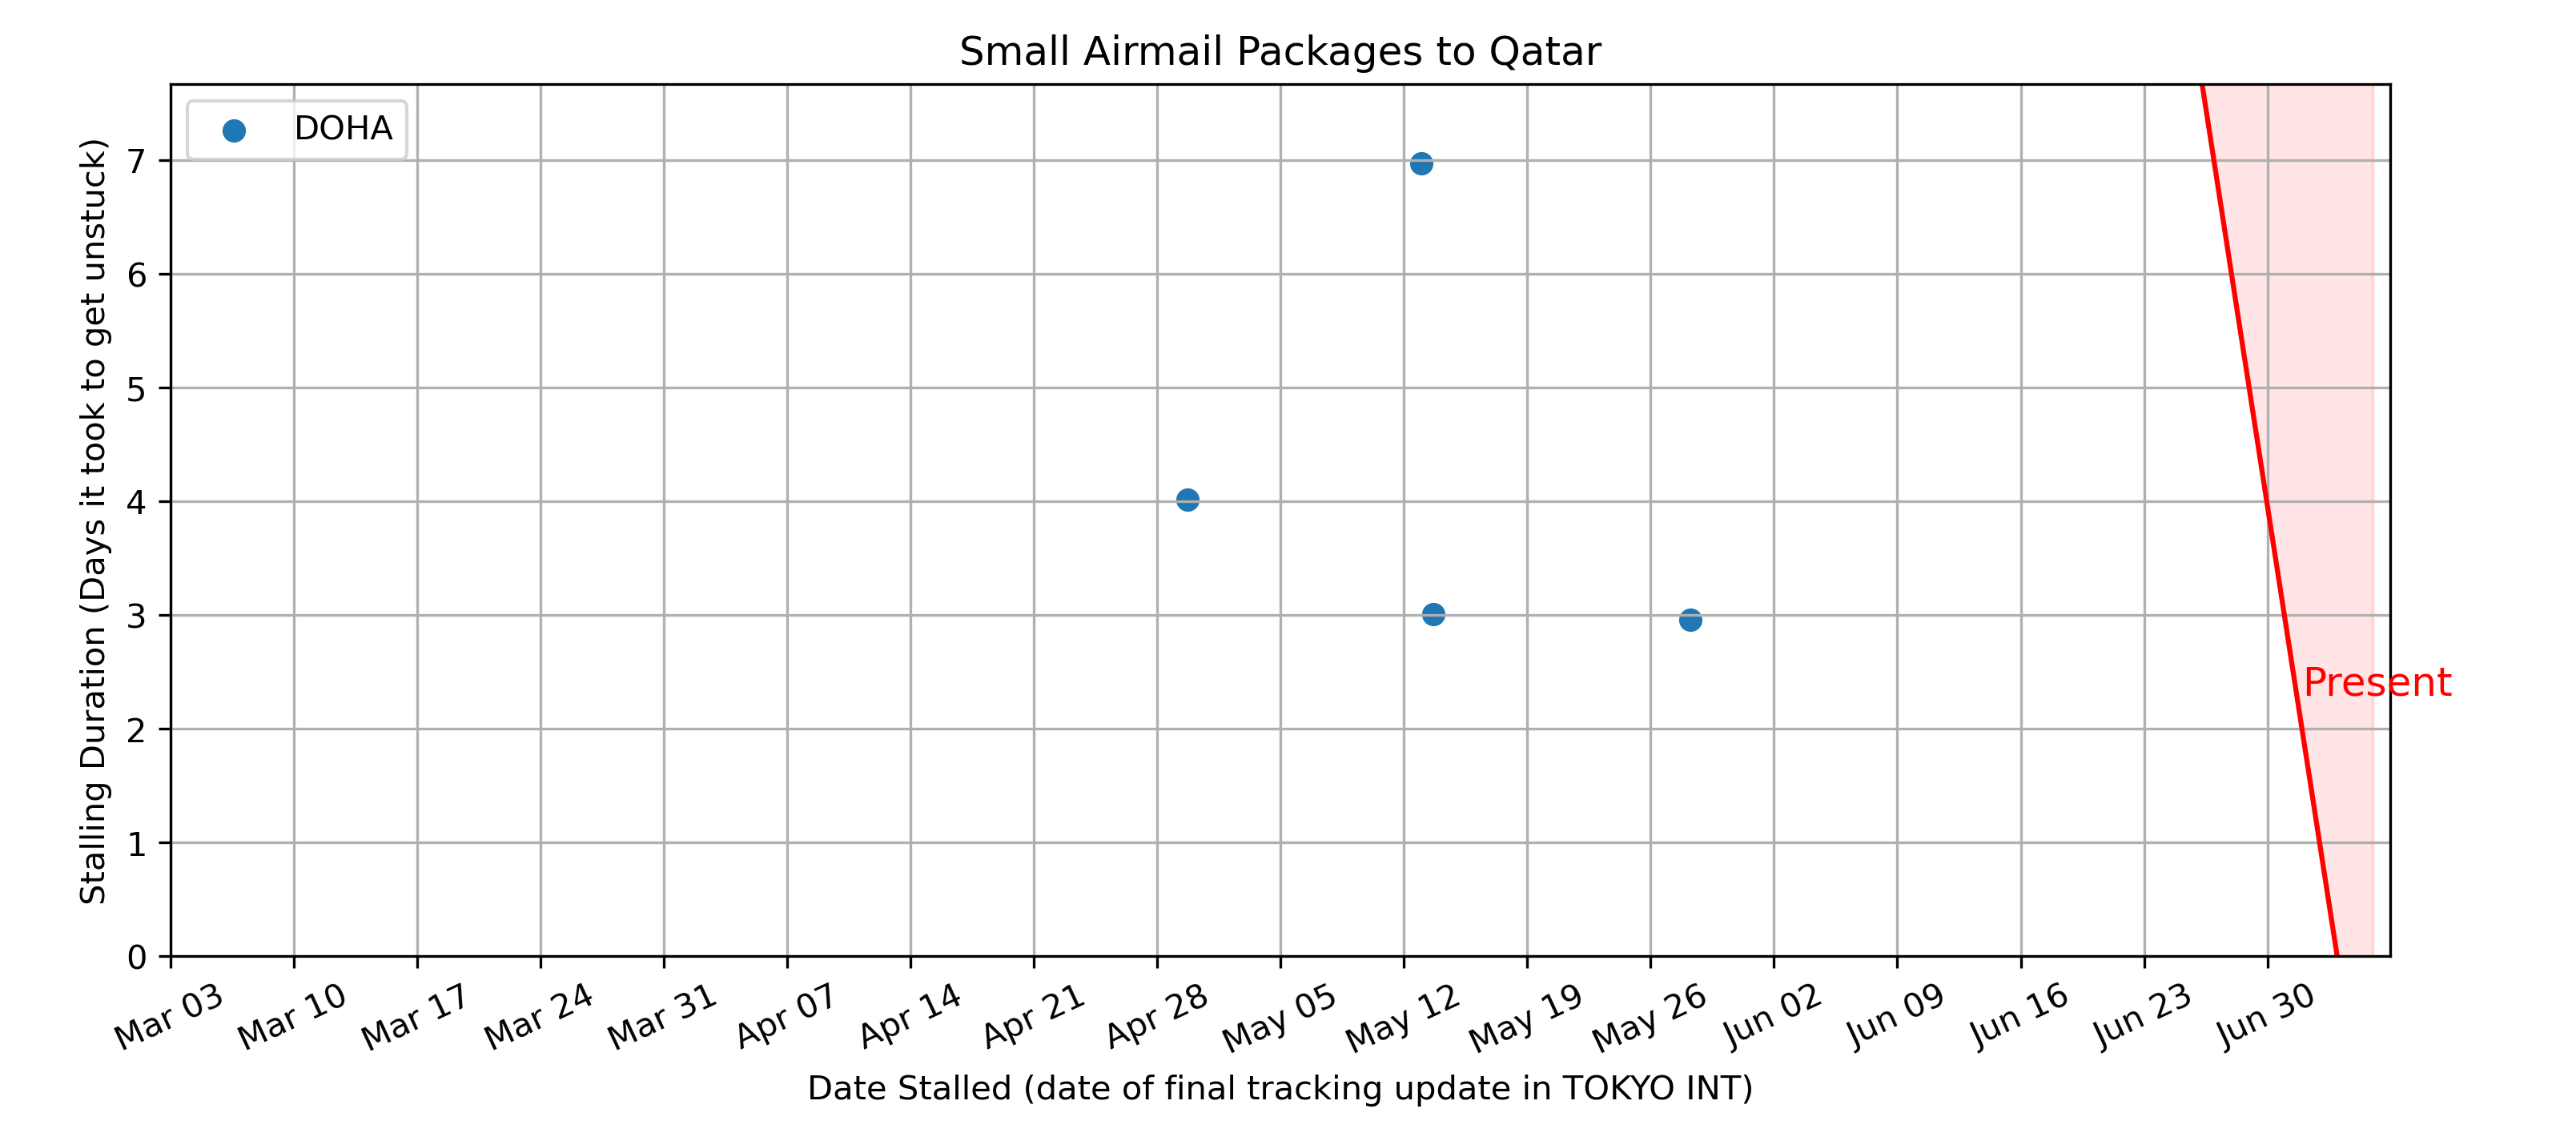 Small Airmail Packages to Qatar
DOHA
Stalling Duration (Days it took to get unstuck)
7
6
5
4
3
2
1
0
Present
Mar 03 Mar 10 Mar 17 Mar 24 Mar 31 Apr 07 Apr 14 Apr 21 Apr 28 May 05 May 12 May 19 May 26 Jun 02 Jun 09 Jun 16 Jun 23 Jun 30
Date Stalled (date of final tracking update in TOKYO INT)